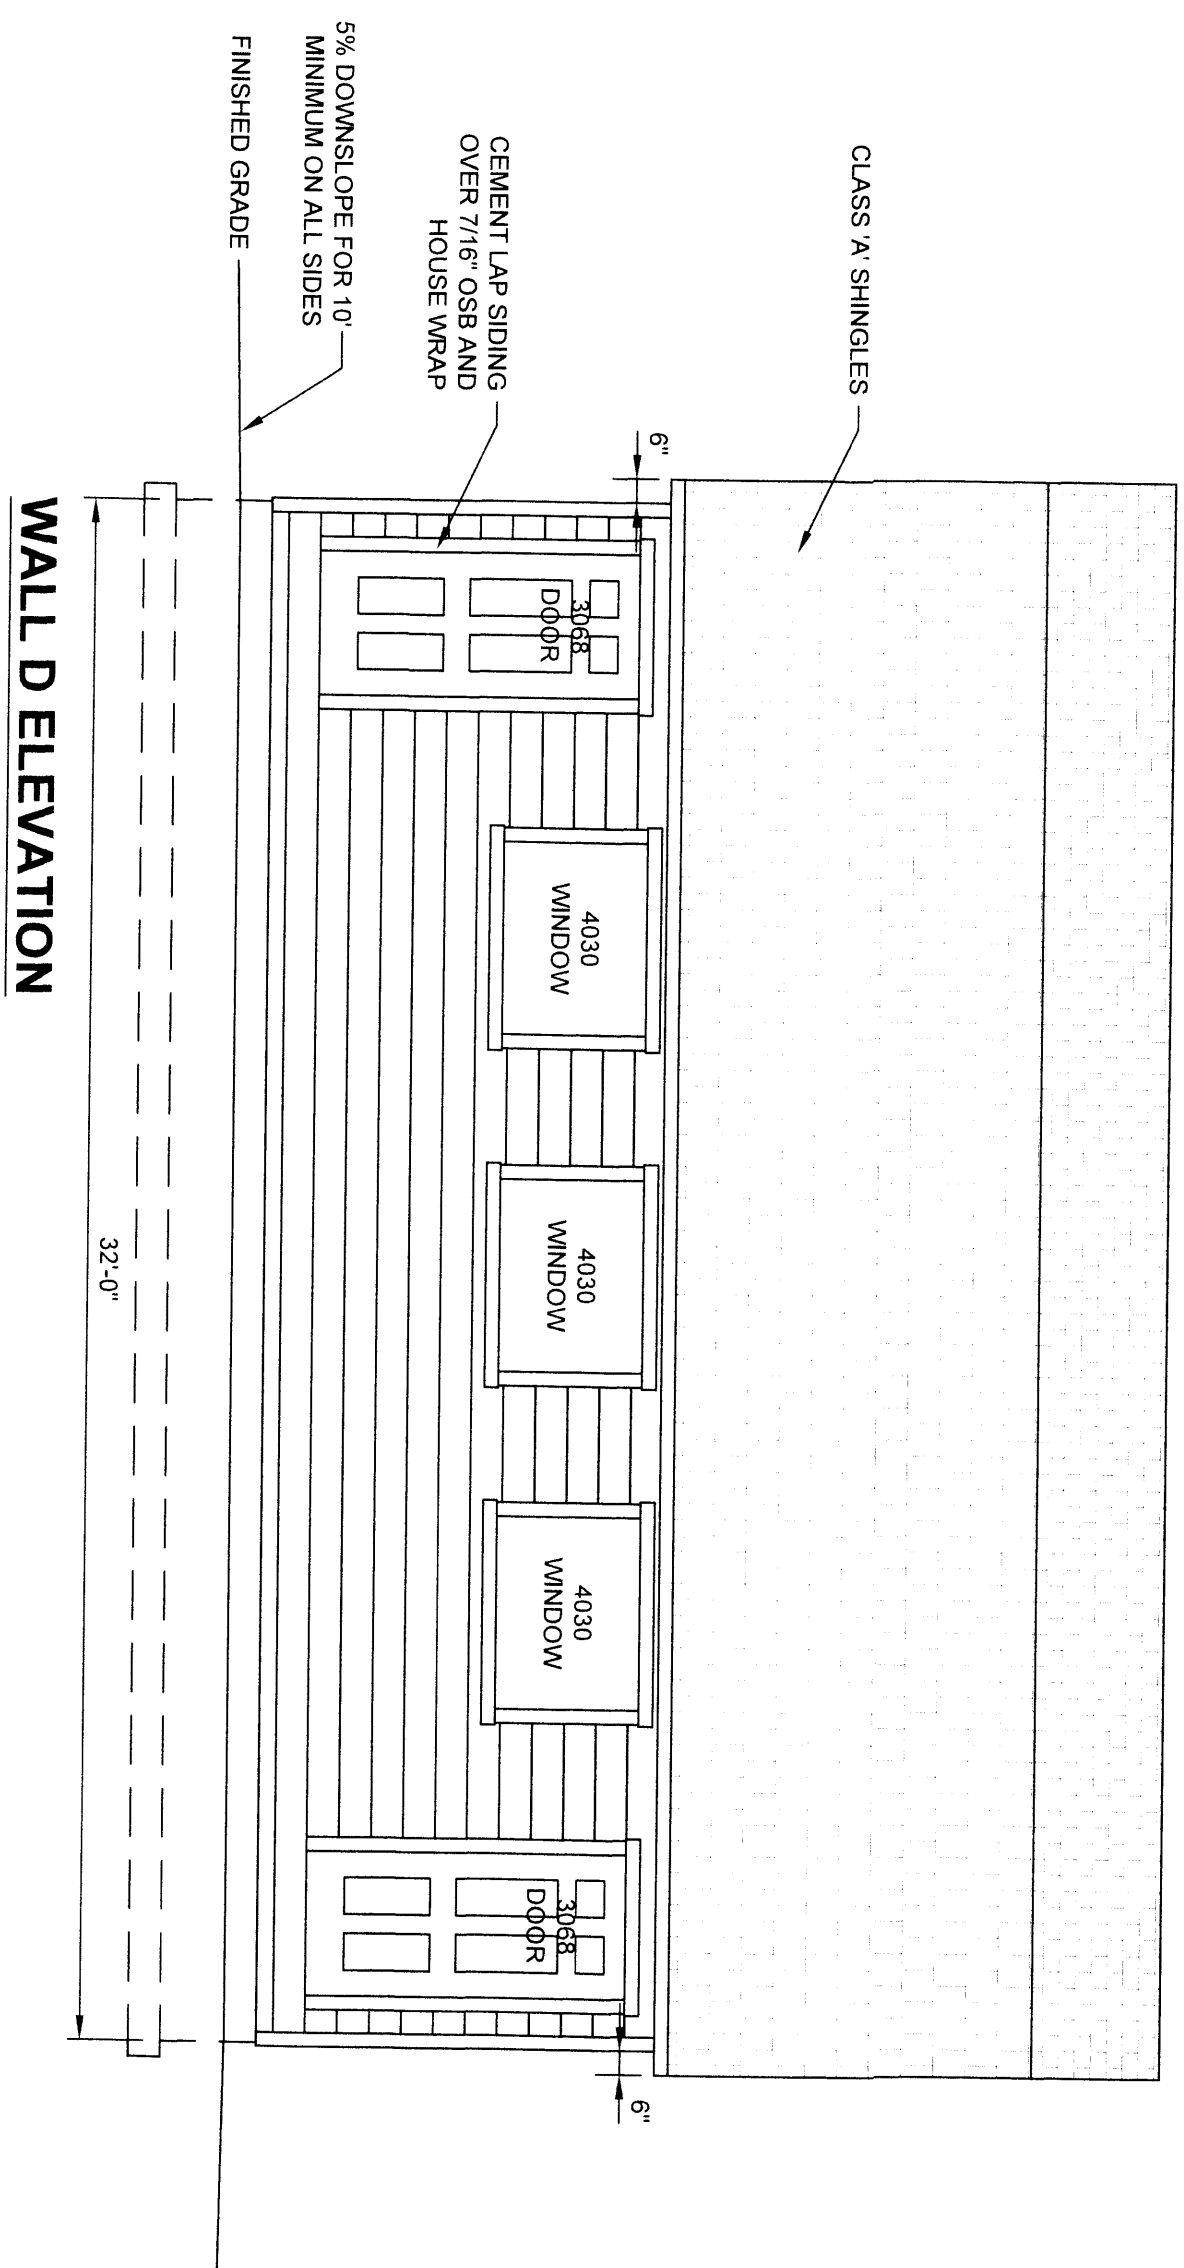 CLASS 'A' SHINGLES
6"
6"
CEMENT LAP SIDING
OVER 7/16" OSB AND
HOUSE WRAP
3068
DOOR
4030
WINDOW
4030
WINDOW
4030
WINDOW
3068
DOOR
5% DOWNSLOPE FOR 10'
MINIMUM ON ALL SIDES
FINISHED GRADE
32'-0"
WALL D ELEVATION